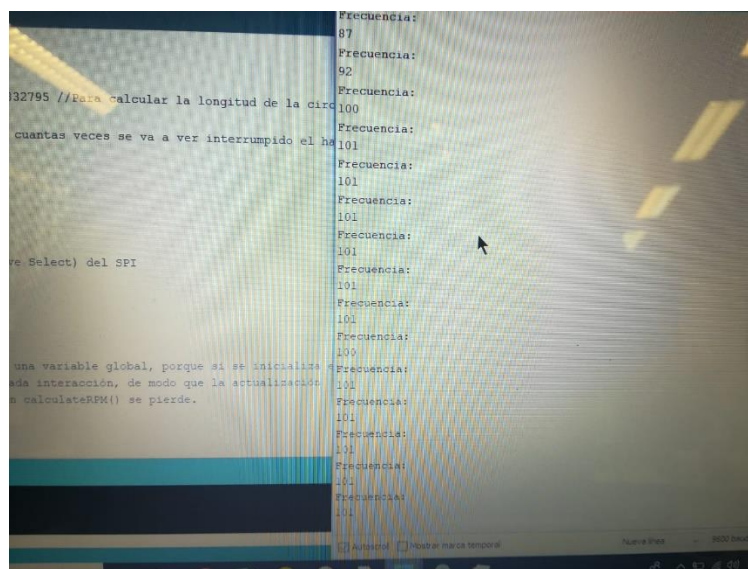 32795 //Para calcular la longitud de la circ
cuantas veces se va a ver interrumpido el ha
e Select) del SPI
una variable global, porque si se inicializa e
ada interacción, de modo que la actualización
n calculateRPM() se pierde.
Frecuencia:
87
Frecuencia:
92
Frecuencia:
100
Frecuencia:
101
Frecuencia:
101
Frecuencia:
101
Frecuencia:
101
Frecuencia:
101
Frecuencia:
101
Frecuencia:
100
Frecuencia:
101
Frecuencia:
101
Frecuencia:
101
Frecuencia:
101
Frecuencia:
101
Autoscroll Mostrar marca temporal Nueva línea 9600